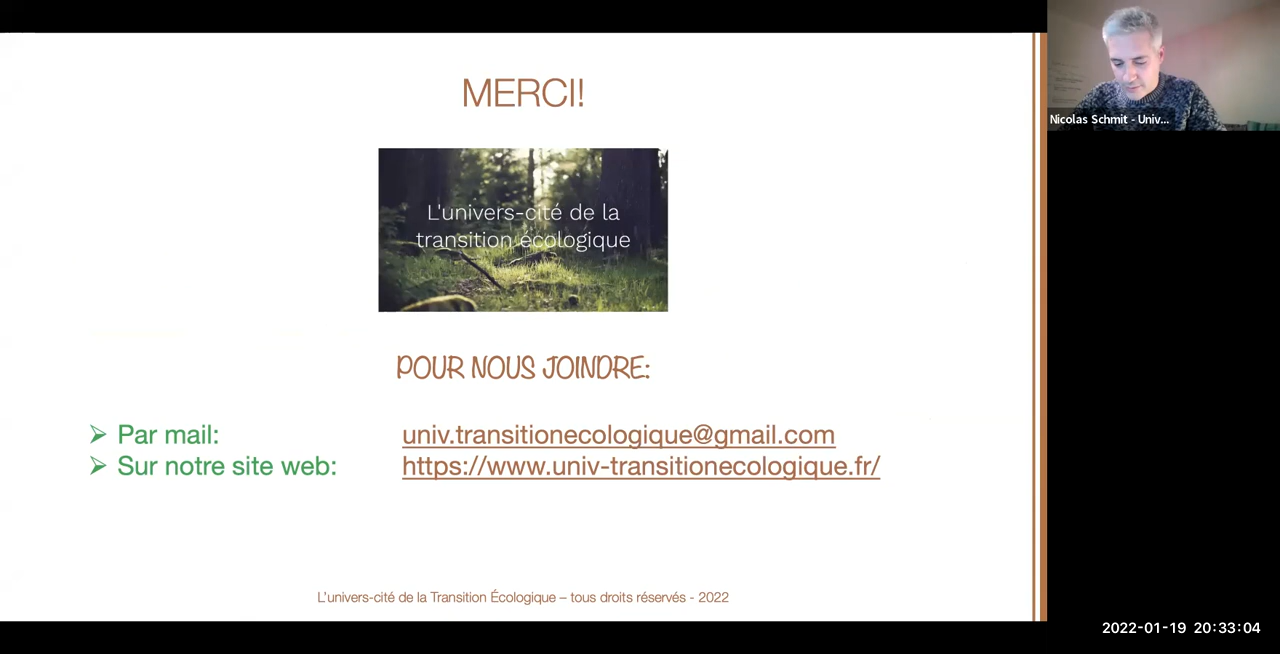 MERCI!
L'univers-cité de la
transition écologique
POUR NOUS JOINDRE:
➢ Par mail: univ.transitionecologique@gmail.com
➢ Sur notre site web: https://www.univ-transitionecologique.fr/
L'univers-cité de la Transition Écologique – tous droits réservés - 2022
Nicolas Schmit - Univ...
2022-01-19 20:33:04